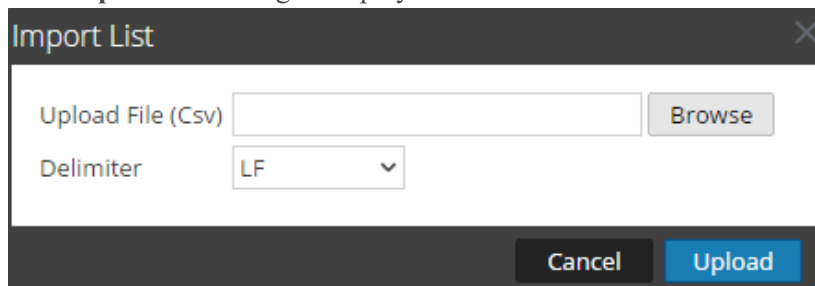 Import List
Upload File (Csv)
Browse
Delimiter
LF
Cancel
Upload